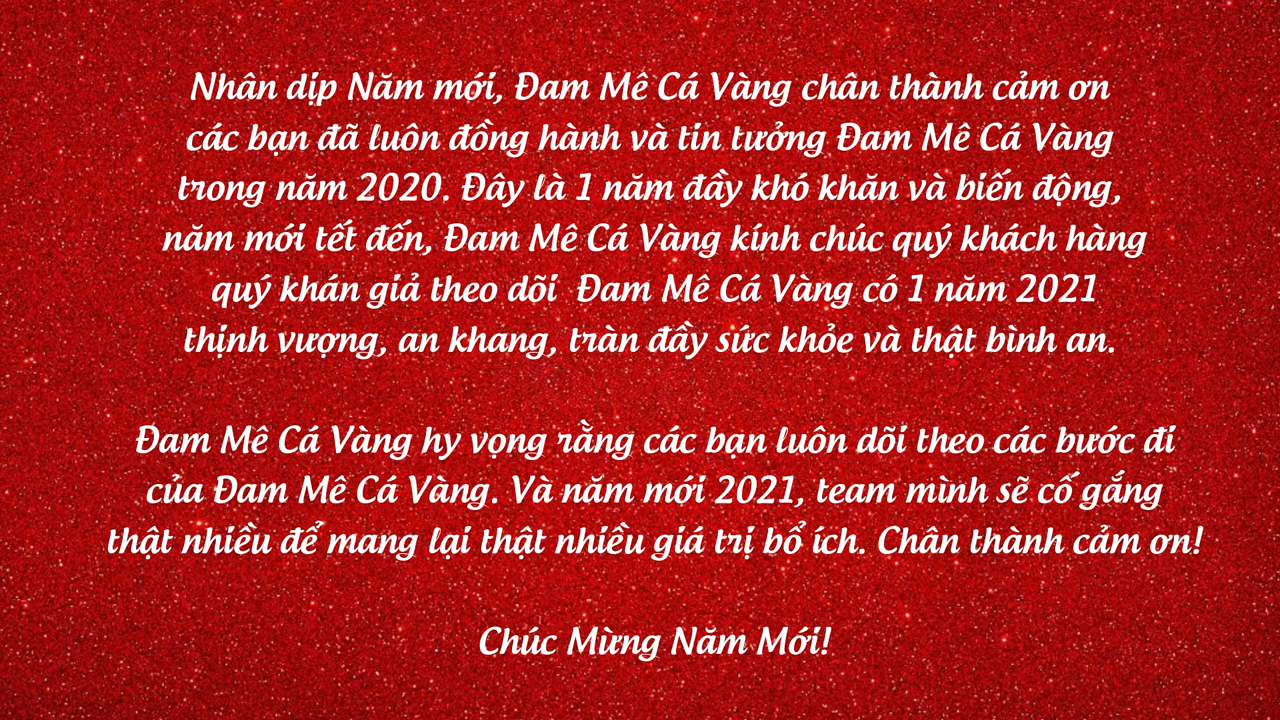 Nhân dịp Năm mới, Đam Mê Cá Vàng chân thành cảm ơn
các bạn đã luôn đồng hành và tin tưởng Đam Mê Cá Vàng
trong năm 2020. Đây là 1 năm đầy khó khăn và biến động,
năm mới tết đến, Đam Mê Cá Vàng kính chúc quý khách hàng
quý khán giả theo dõi Đam Mê Cá Vàng có 1 năm 2021
thịnh vượng, an khang, tràn đầy sức khỏe và thật bình an.
Đam Mê Cá Vàng hy vọng rằng các bạn luôn dõi theo các bước đi
của Đam Mê Cá Vàng. Và năm mới 2021, team mình sẽ cố gắng
thật nhiều để mang lại thật nhiều giá trị bổ ích. Chân thành cảm ơn!
Chúc Mừng Năm Mới!